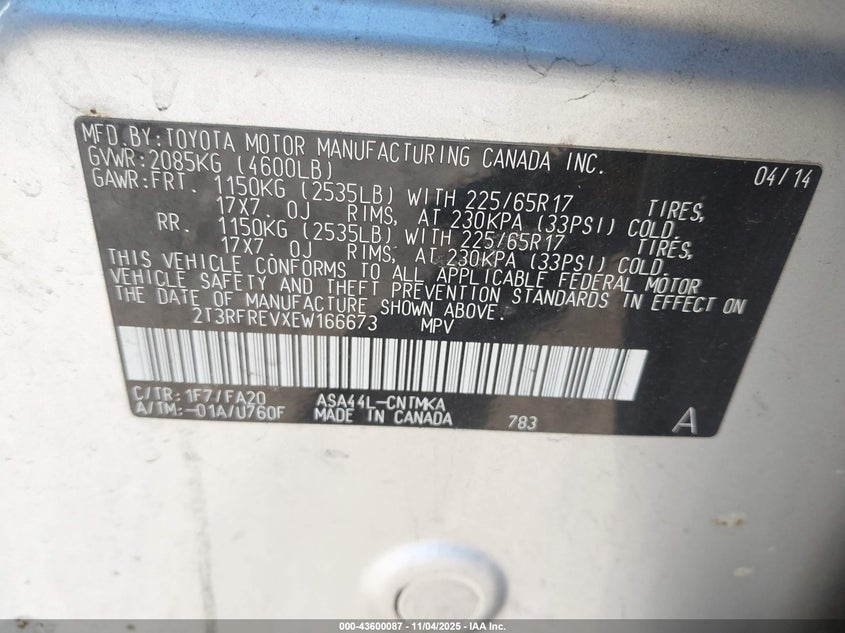 MFD.BY:TOYOTA MOTOR MANUFACTURING CANADA INC. 04/14
GVWR:2085KG (4600LB)
GAWR:FRT. 1150KG (2535LB) WITH 225/65R17 TIRES,
17X7.0J RIMS, AT 230KPA (33PSI) COLD.
RR. 1150KG (2535LB) WITH 225/65R17 TIRES,
17X7.0J RIMS, AT 230KPA (33PSI) COLD.
THIS VEHICLE CONFORMS TO ALL APPLICABLE FEDERAL MOTOR
VEHICLE SAFETY AND THEFT PREVENTION STANDARDS IN EFFECT ON
THE DATE OF MANUFACTURE SHOWN ABOVE.
2T3RFREVXEW166673 MPV
C/TR:1F7/FA20 ASA44L-CNTMKA
A/TM:-01A/U760F MADE IN CANADA 783 A
000-43600087 - 11/04/2025 - IAA Inc.